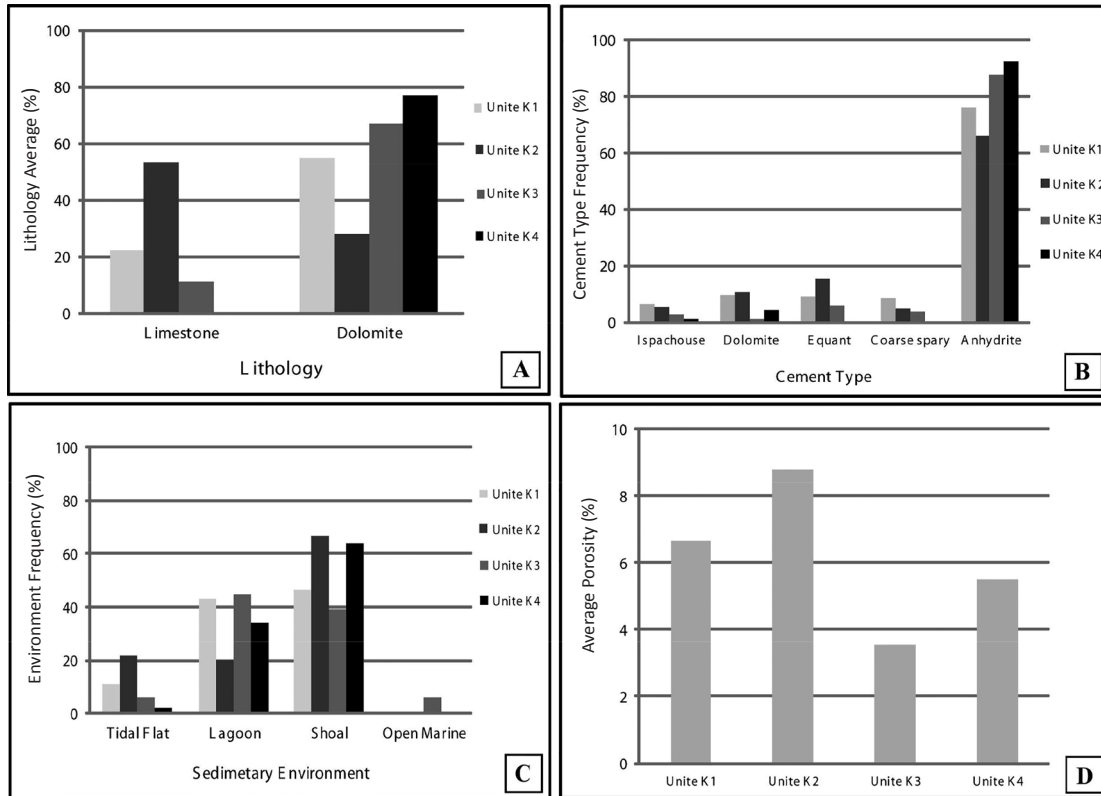 Lithology Average (%)
100
80
60
40
20
0
Limestone Dolomite
Lithology
Unite K1
Unite K2
Unite K3
Unite K4
A
Cement Type Frequency (%)
100
80
60
40
20
0
Ispachouse Dolomite Equant Coarse spary Anhydrite
Cement Type
Unite K1
Unite K2
Unite K3
Unite K4
B
Environment Frequency (%)
100
80
60
40
20
0
Tidal Flat Lagoon Shoal Open Marine
Sedimetary Environment
Unite K1
Unite K2
Unite K3
Unite K4
C
Average Porosity (%)
10
8
6
4
2
0
Unite K1 Unite K2 Unite K3 Unite K4
D